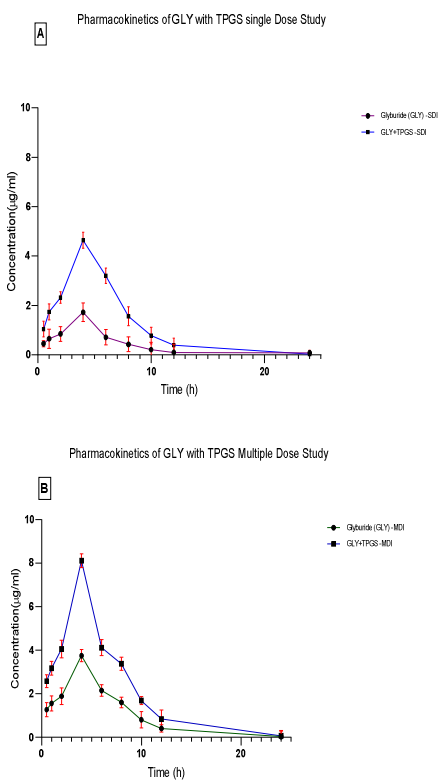 Pharmacokinetics of GLY with TPGS single Dose Study
A
10
8
6
4
2
0
0
10
20
Concentration(µg/ml)
Time (h)
Glyburide (GLY) -SDI
GLY+TPGS -SDI
Pharmacokinetics of GLY with TPGS Multiple Dose Study
B
10
8
6
4
2
0
0
10
20
Concentration(µg/ml)
Time (h)
Glyburide (GLY) -MDI
GLY+TPGS -MDI